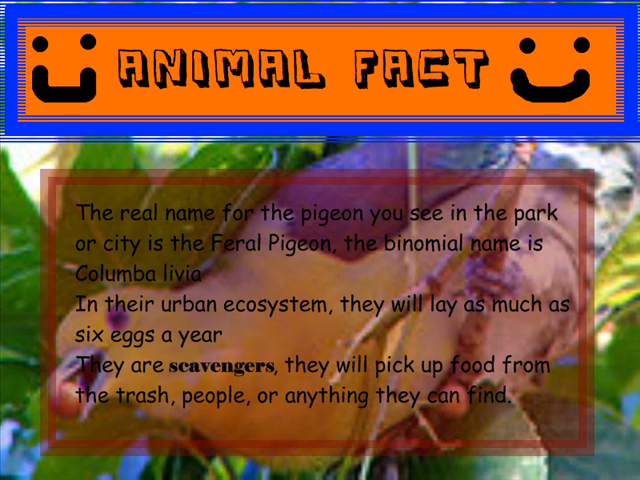 ANIMAL FACT
The real name for the pigeon you see in the park
or city is the Feral Pigeon, the binomial name is
Columba livia
In their urban ecosystem, they will lay as much as
six eggs a year
They are scavengers, they will pick up food from
the trash, people, or anything they can find.